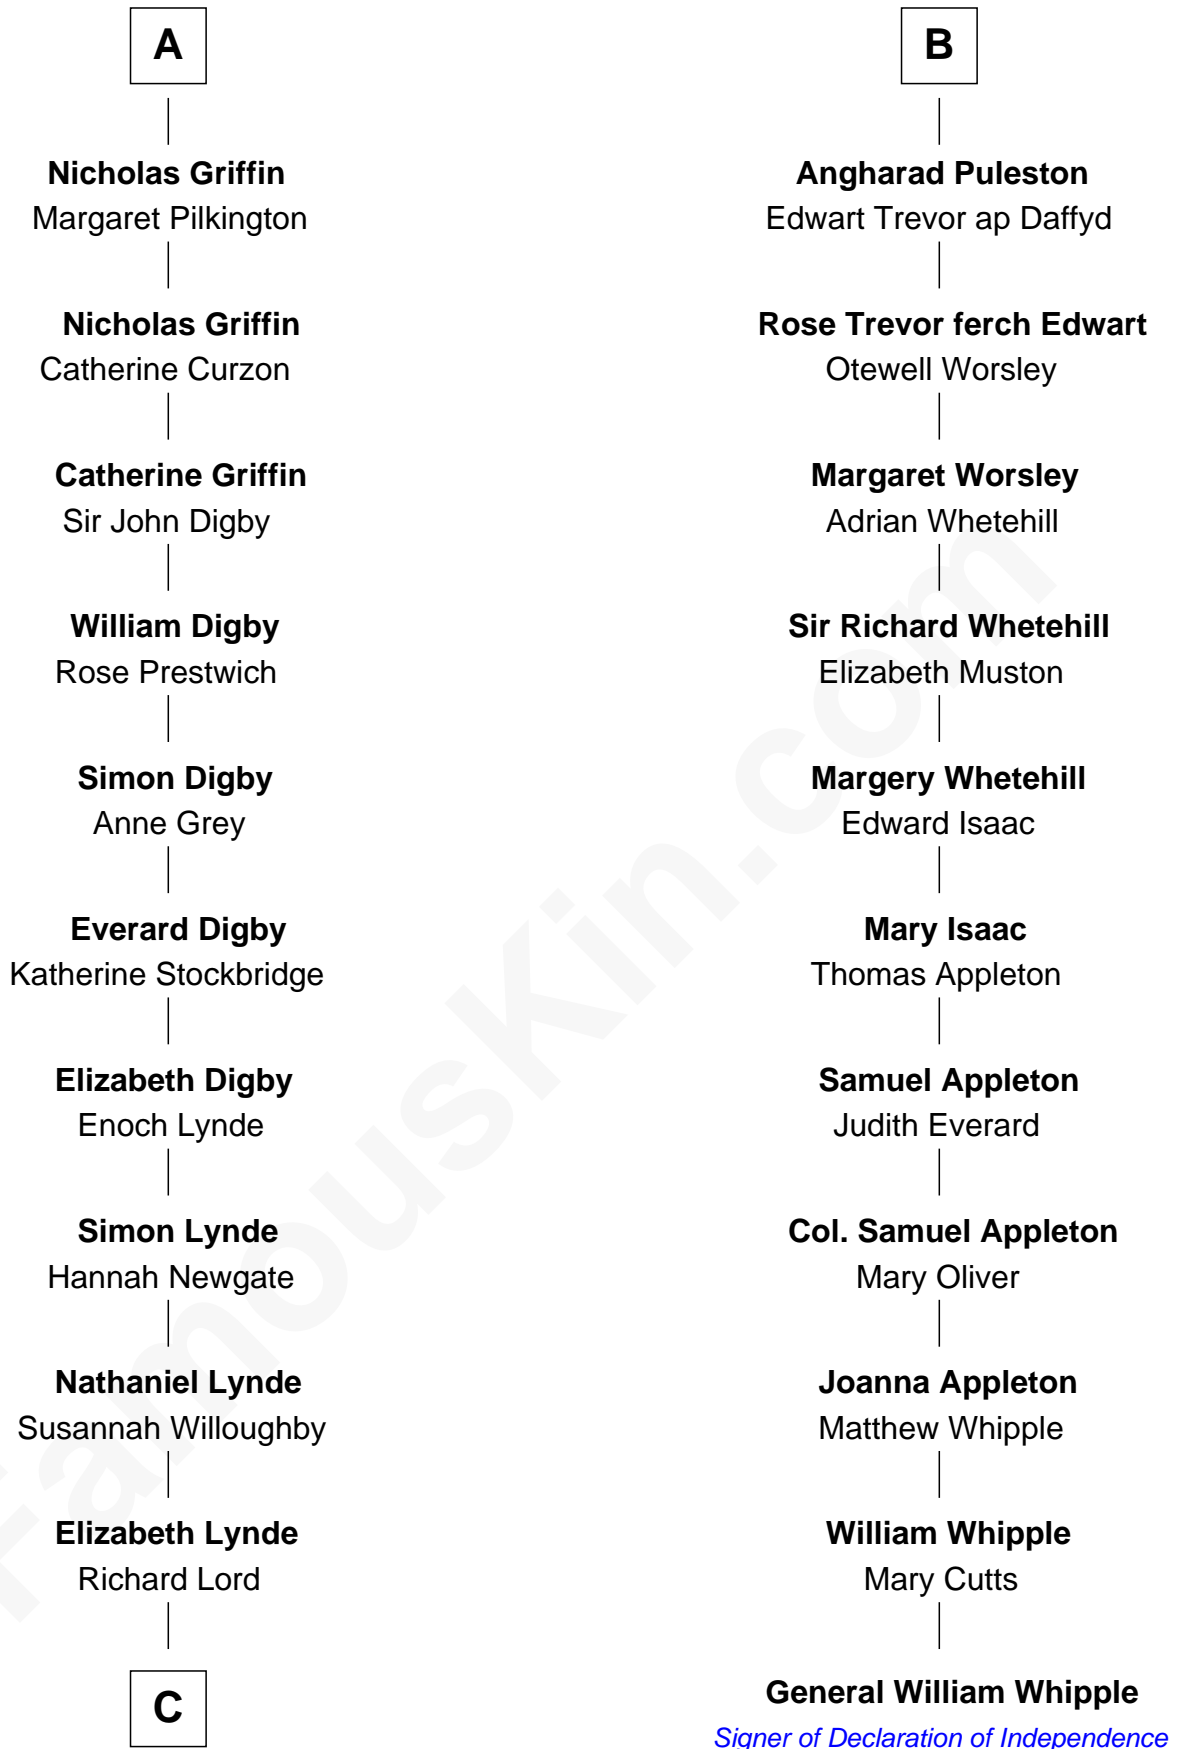 A
Nicholas Griffin
Margaret Pilkington
Nicholas Griffin
Catherine Curzon
Catherine Griffin
Sir John Digby
William Digby
Rose Prestwich
Simon Digby
Anne Grey
Everard Digby
Katherine Stockbridge
Elizabeth Digby
Enoch Lynde
Simon Lynde
Hannah Newgate
Nathaniel Lynde
Susannah Willoughby
Elizabeth Lynde
Richard Lord
C
B
Angharad Puleston
Edwart Trevor ap Daffyd
Rose Trevor ferch Edwart
Otewell Worsley
Margaret Worsley
Adrian Whetehill
Sir Richard Whetehill
Elizabeth Muston
Margery Whetehill
Edward Isaac
Mary Isaac
Thomas Appleton
Samuel Appleton
Judith Everard
Col. Samuel Appleton
Mary Oliver
Joanna Appleton
Matthew Whipple
William Whipple
Mary Cutts
General William Whipple
Signer of Declaration of Independence
FamousKin.com